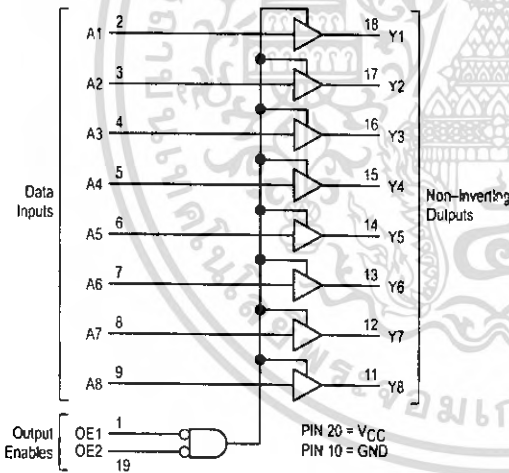 A1 2 18 Y1
A2 3 17 Y2
A3 4 16 Y3
A4 5 15 Y4
Data
Inputs
Non-Inverting
Outputs
A5 6 14 Y5
A6 7 13 Y6
A7 8 12 Y7
A8 9 11 Y8
Output
Enables
OE1 1
OE2
19
PIN 20 = VCC
PIN 10 = GND